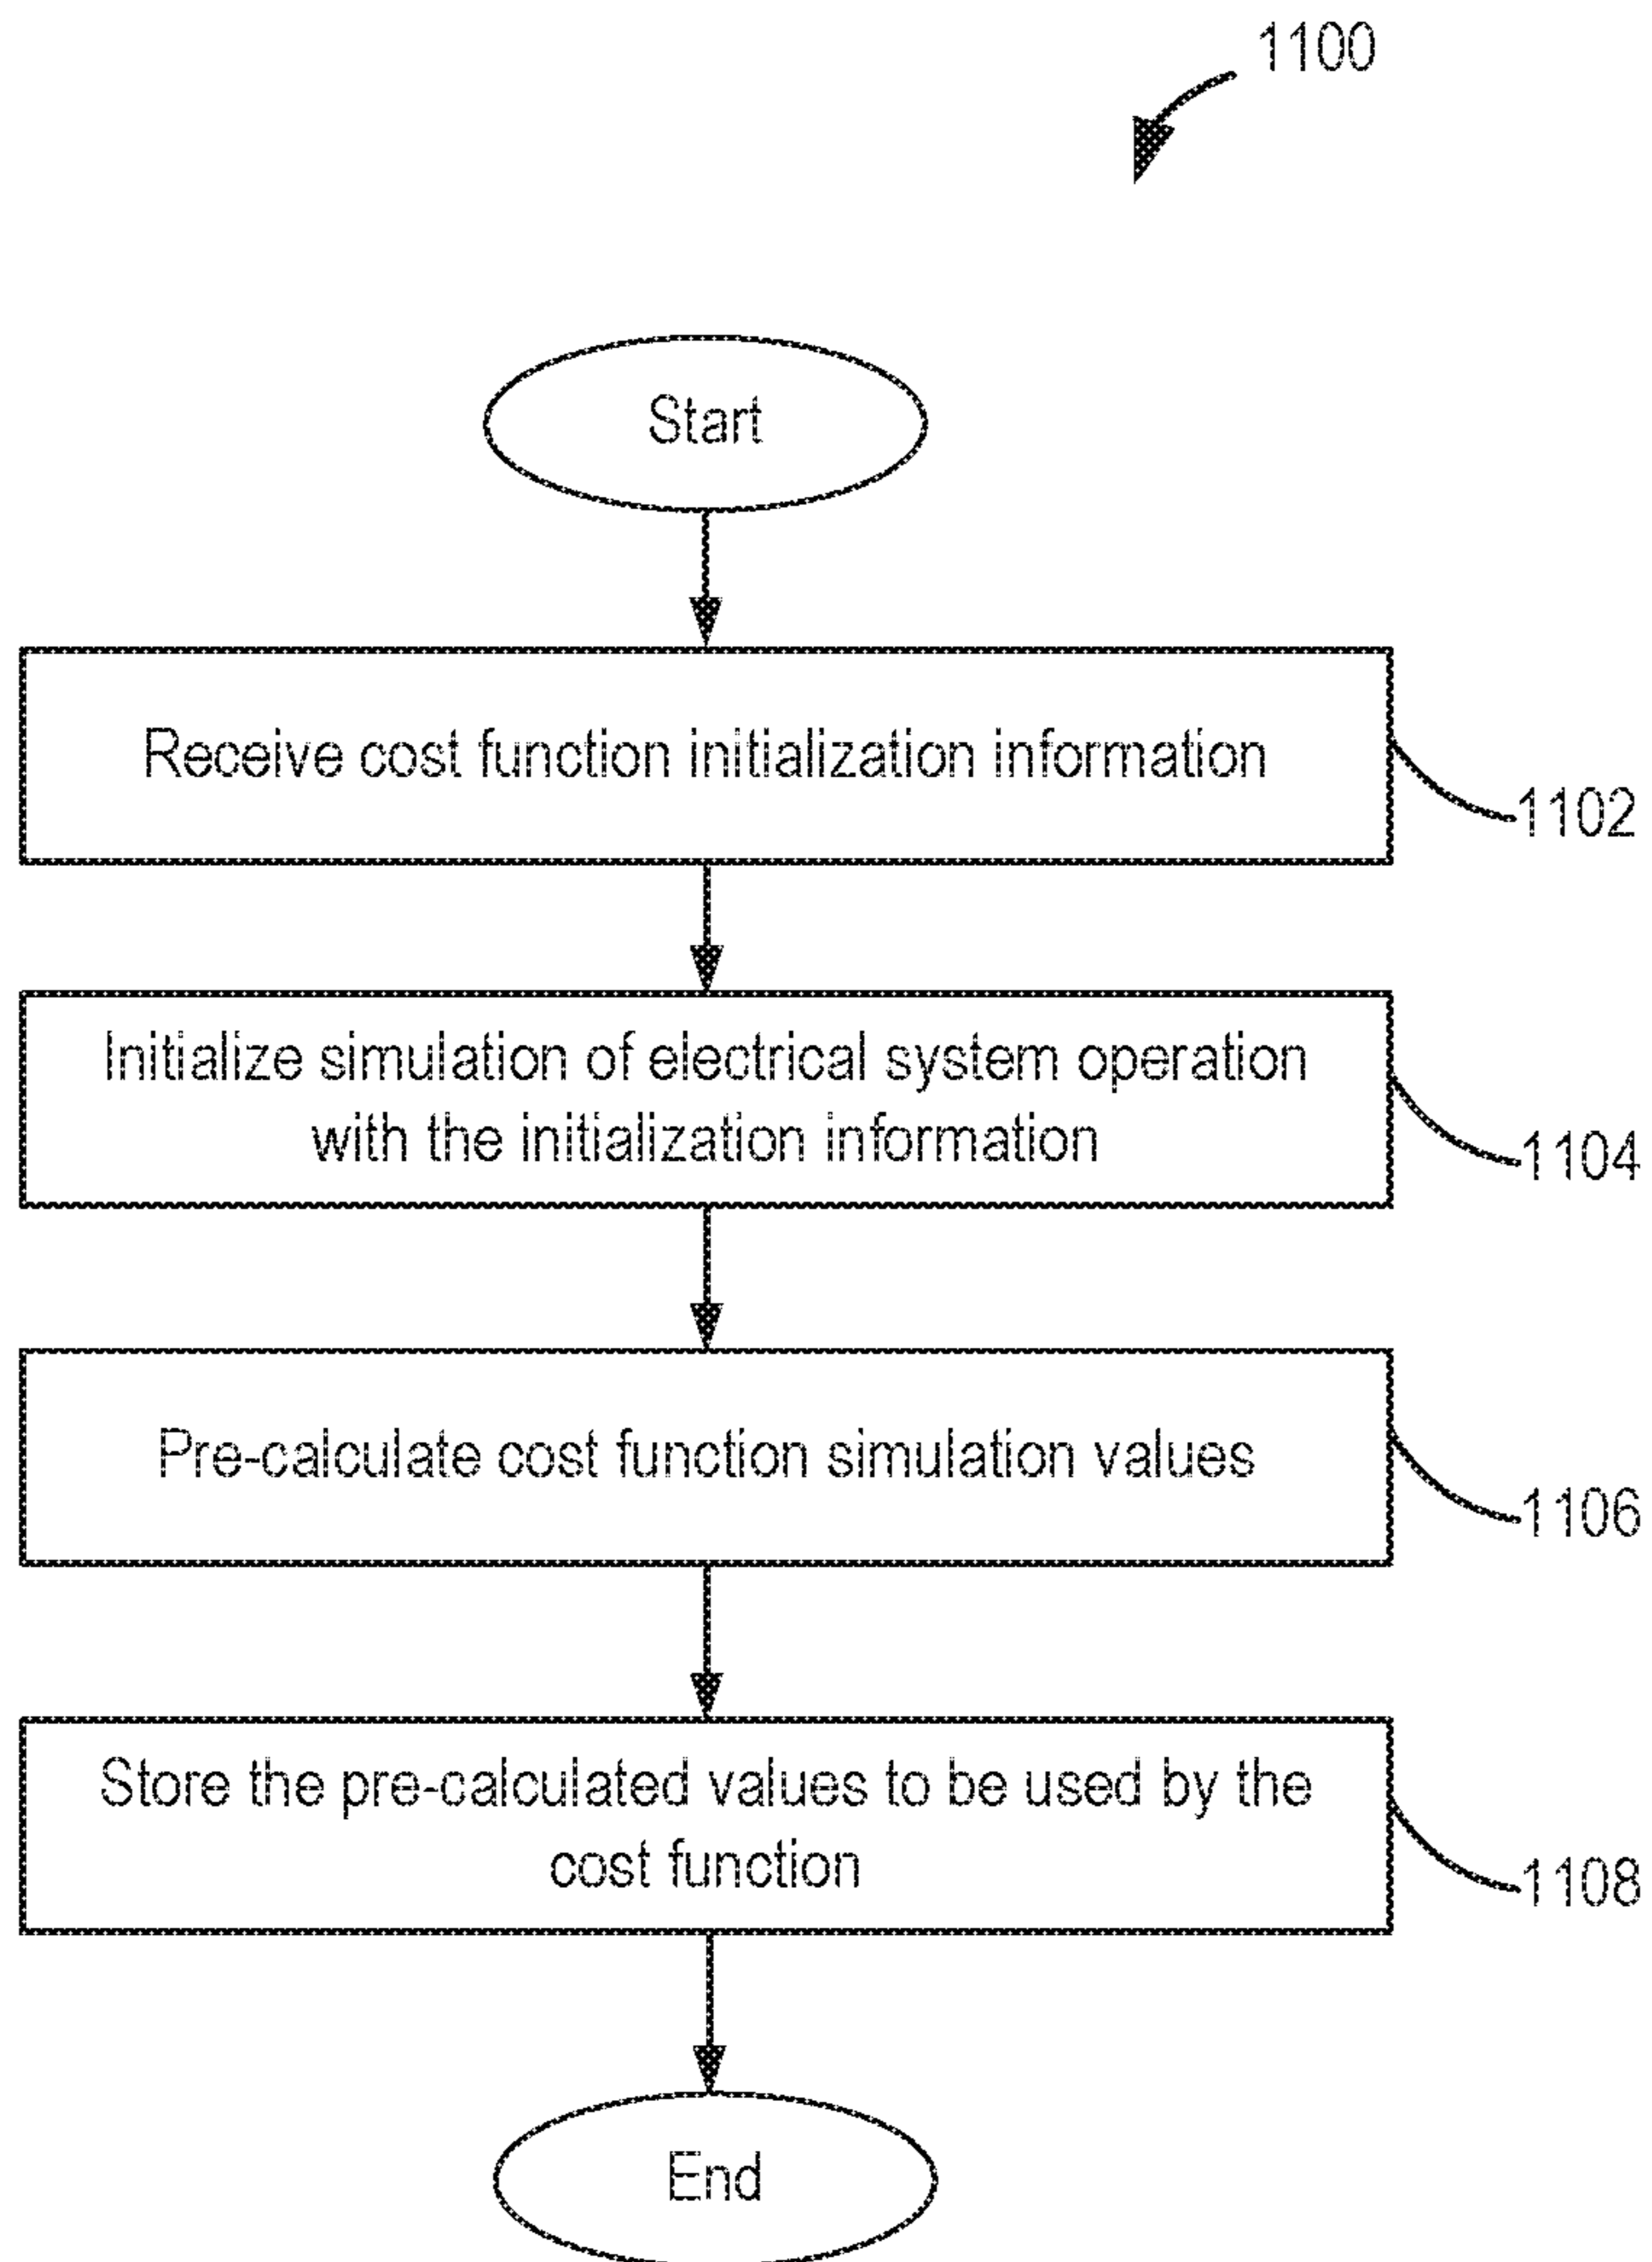 1100
Start
Receive cost function initialization information
1102
Initialize simulation of electrical system operation
with the initialization information
1104
Pre-calculate cost function simulation values
1106
Store the pre-calculated values to be used by the
cost function
1108
End